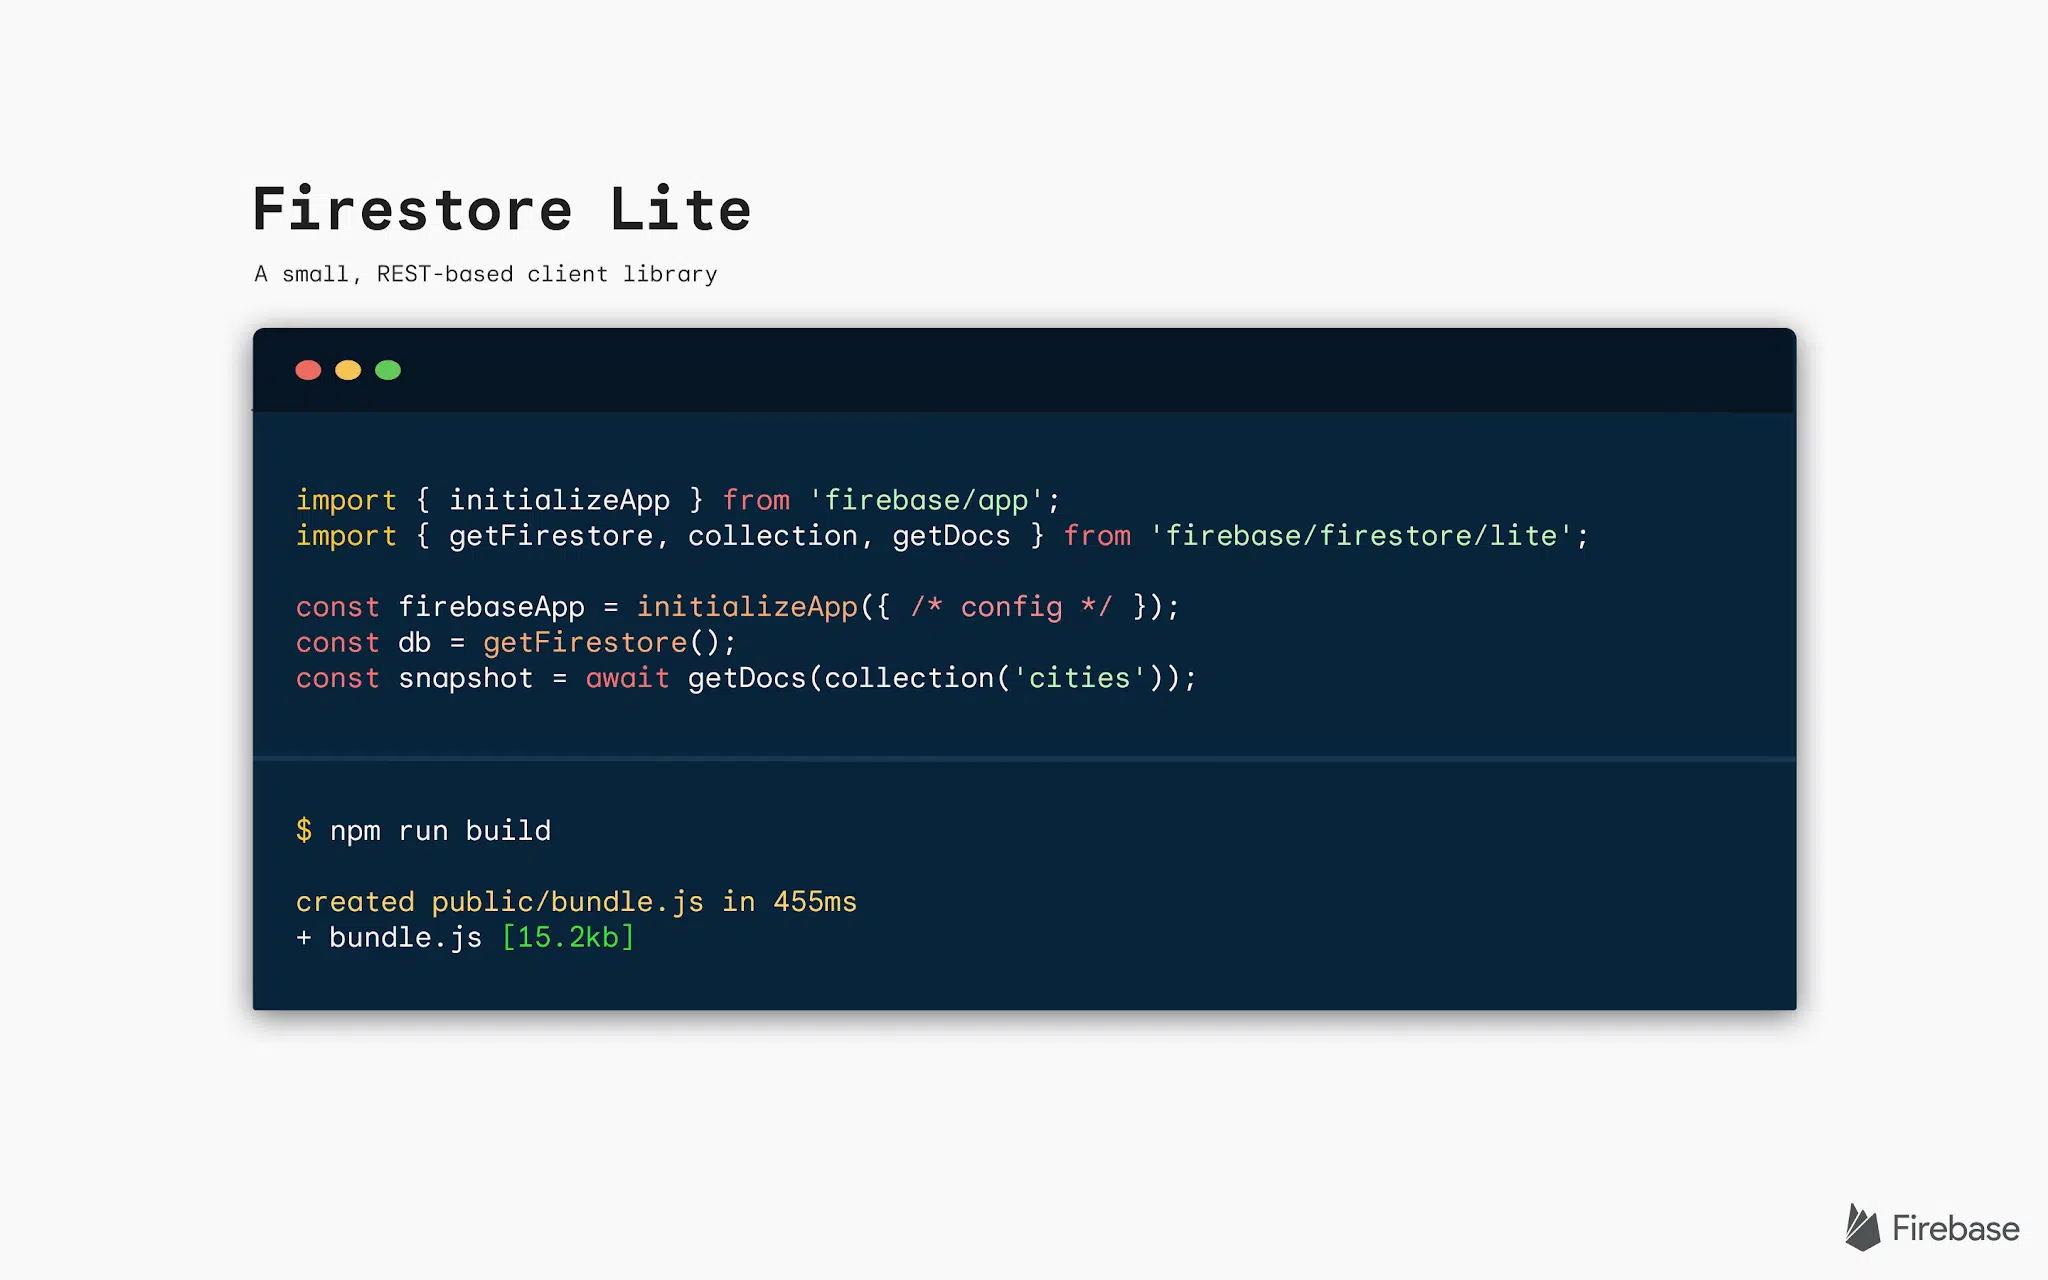 Firestore Lite
A small, REST-based client library
import { initializeApp } from 'firebase/app';
import { getFirestore, collection, getDocs } from 'firebase/firestore/lite';
const firebaseApp = initializeApp({ /* config */ });
const db = getFirestore();
const snapshot = await getDocs(collection('cities'));
$ npm run build
created public/bundle.js in 455ms
+ bundle.js [15.2kb]
Firebase